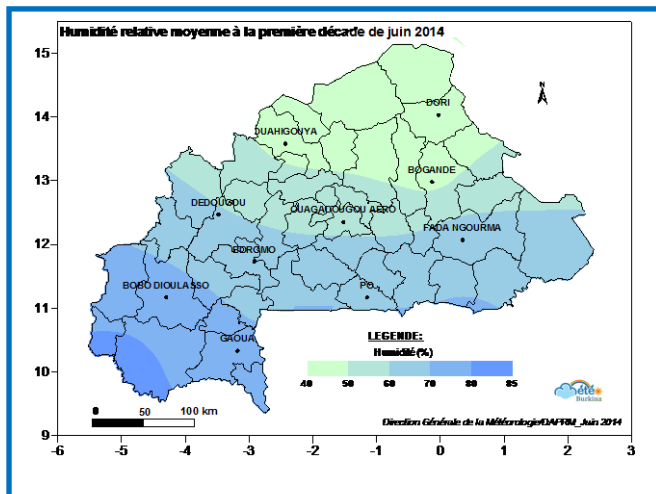 Humidité relative moyenne à la première décade de juin 2014
15
N
DORI
14
OUAHIGOUYA
BOGANDE
13
DEDOUGOU
OUAGADOUGOU AERO
FADA NGOURMA
12
BOROMO
BOBO DIOULASSO
PO
11
GAOUA
LEGENDE:
Humidité (%)
10
40 50 60 70 80 85
0 50 100 km
météo
Burkina
Direction Générale de la Météorologie/DAPRM_Juin 2014
9
-6 -5 -4 -3 -2 -1 0 1 2 3